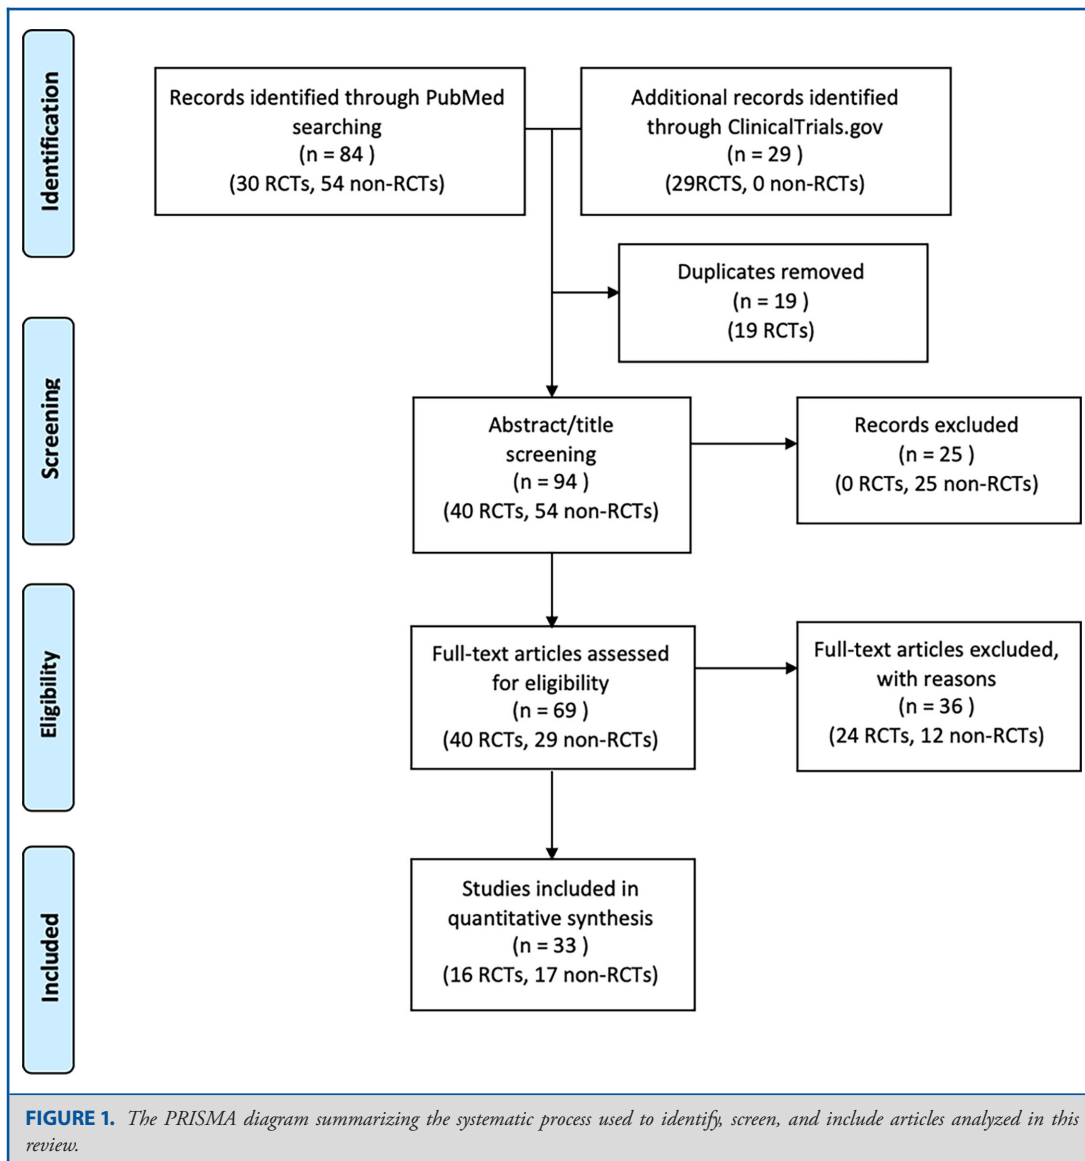 Identification
Records identified through PubMed
searching
(n = 84 )
(30 RCTs, 54 non-RCTs)
Additional records identified
through ClinicalTrials.gov
(n = 29 )
(29RCTS, 0 non-RCTs)
Duplicates removed
(n = 19 )
(19 RCTs)
Screening
Abstract/title
screening
(n = 94 )
(40 RCTs, 54 non-RCTs)
Records excluded
(n = 25 )
(0 RCTs, 25 non-RCTs)
Eligibility
Full-text articles assessed
for eligibility
(n = 69 )
(40 RCTs, 29 non-RCTs)
Full-text articles excluded,
with reasons
(n = 36 )
(24 RCTs, 12 non-RCTs)
Included
Studies included in
quantitative synthesis
(n = 33 )
(16 RCTs, 17 non-RCTs)
FIGURE 1. The PRISMA diagram summarizing the systematic process used to identify, screen, and include articles analyzed in this
review.